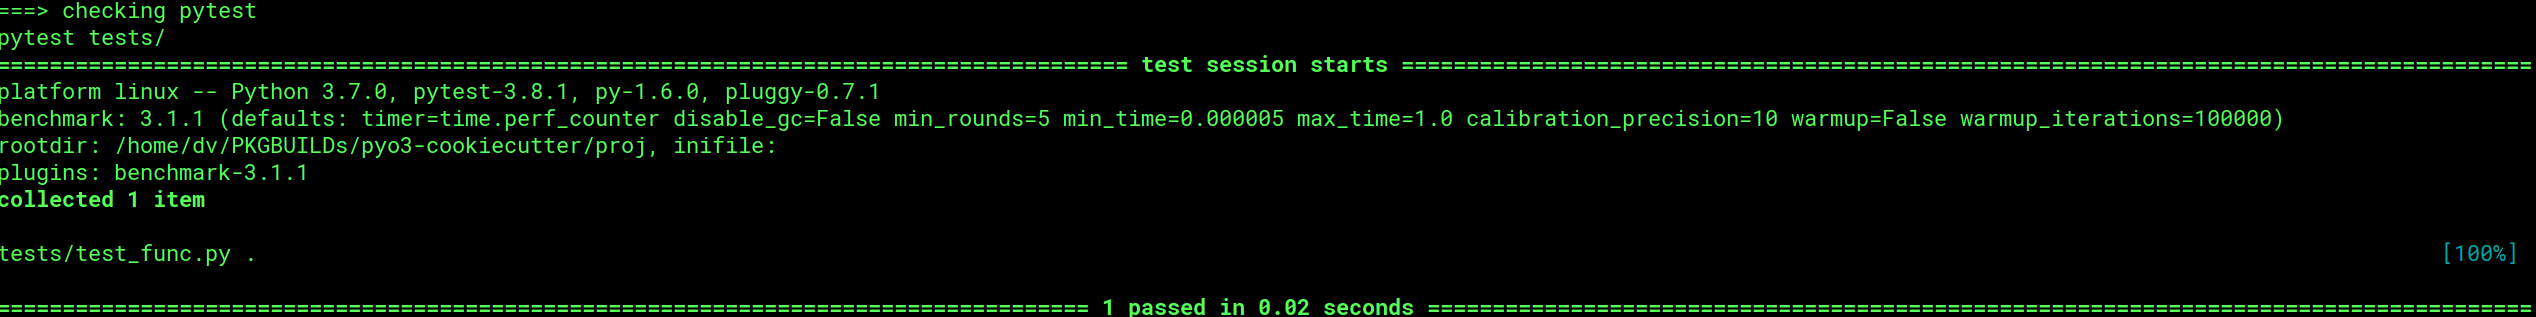 ===> checking pytest
pytest tests/
======================================================================================= test session starts =======================================================================================
platform linux -- Python 3.7.0, pytest-3.8.1, py-1.6.0, pluggy-0.7.1
benchmark: 3.1.1 (defaults: timer=time.perf_counter disable_gc=False min_rounds=5 min_time=0.000005 max_time=1.0 calibration_precision=10 warmup=False warmup_iterations=100000)
rootdir: /home/dv/PKGBUILDs/pyo3-cookiecutter/proj, inifile:
plugins: benchmark-3.1.1
collected 1 item
tests/test_func.py . [100%]
==================================================================================== 1 passed in 0.02 seconds =====================================================================================